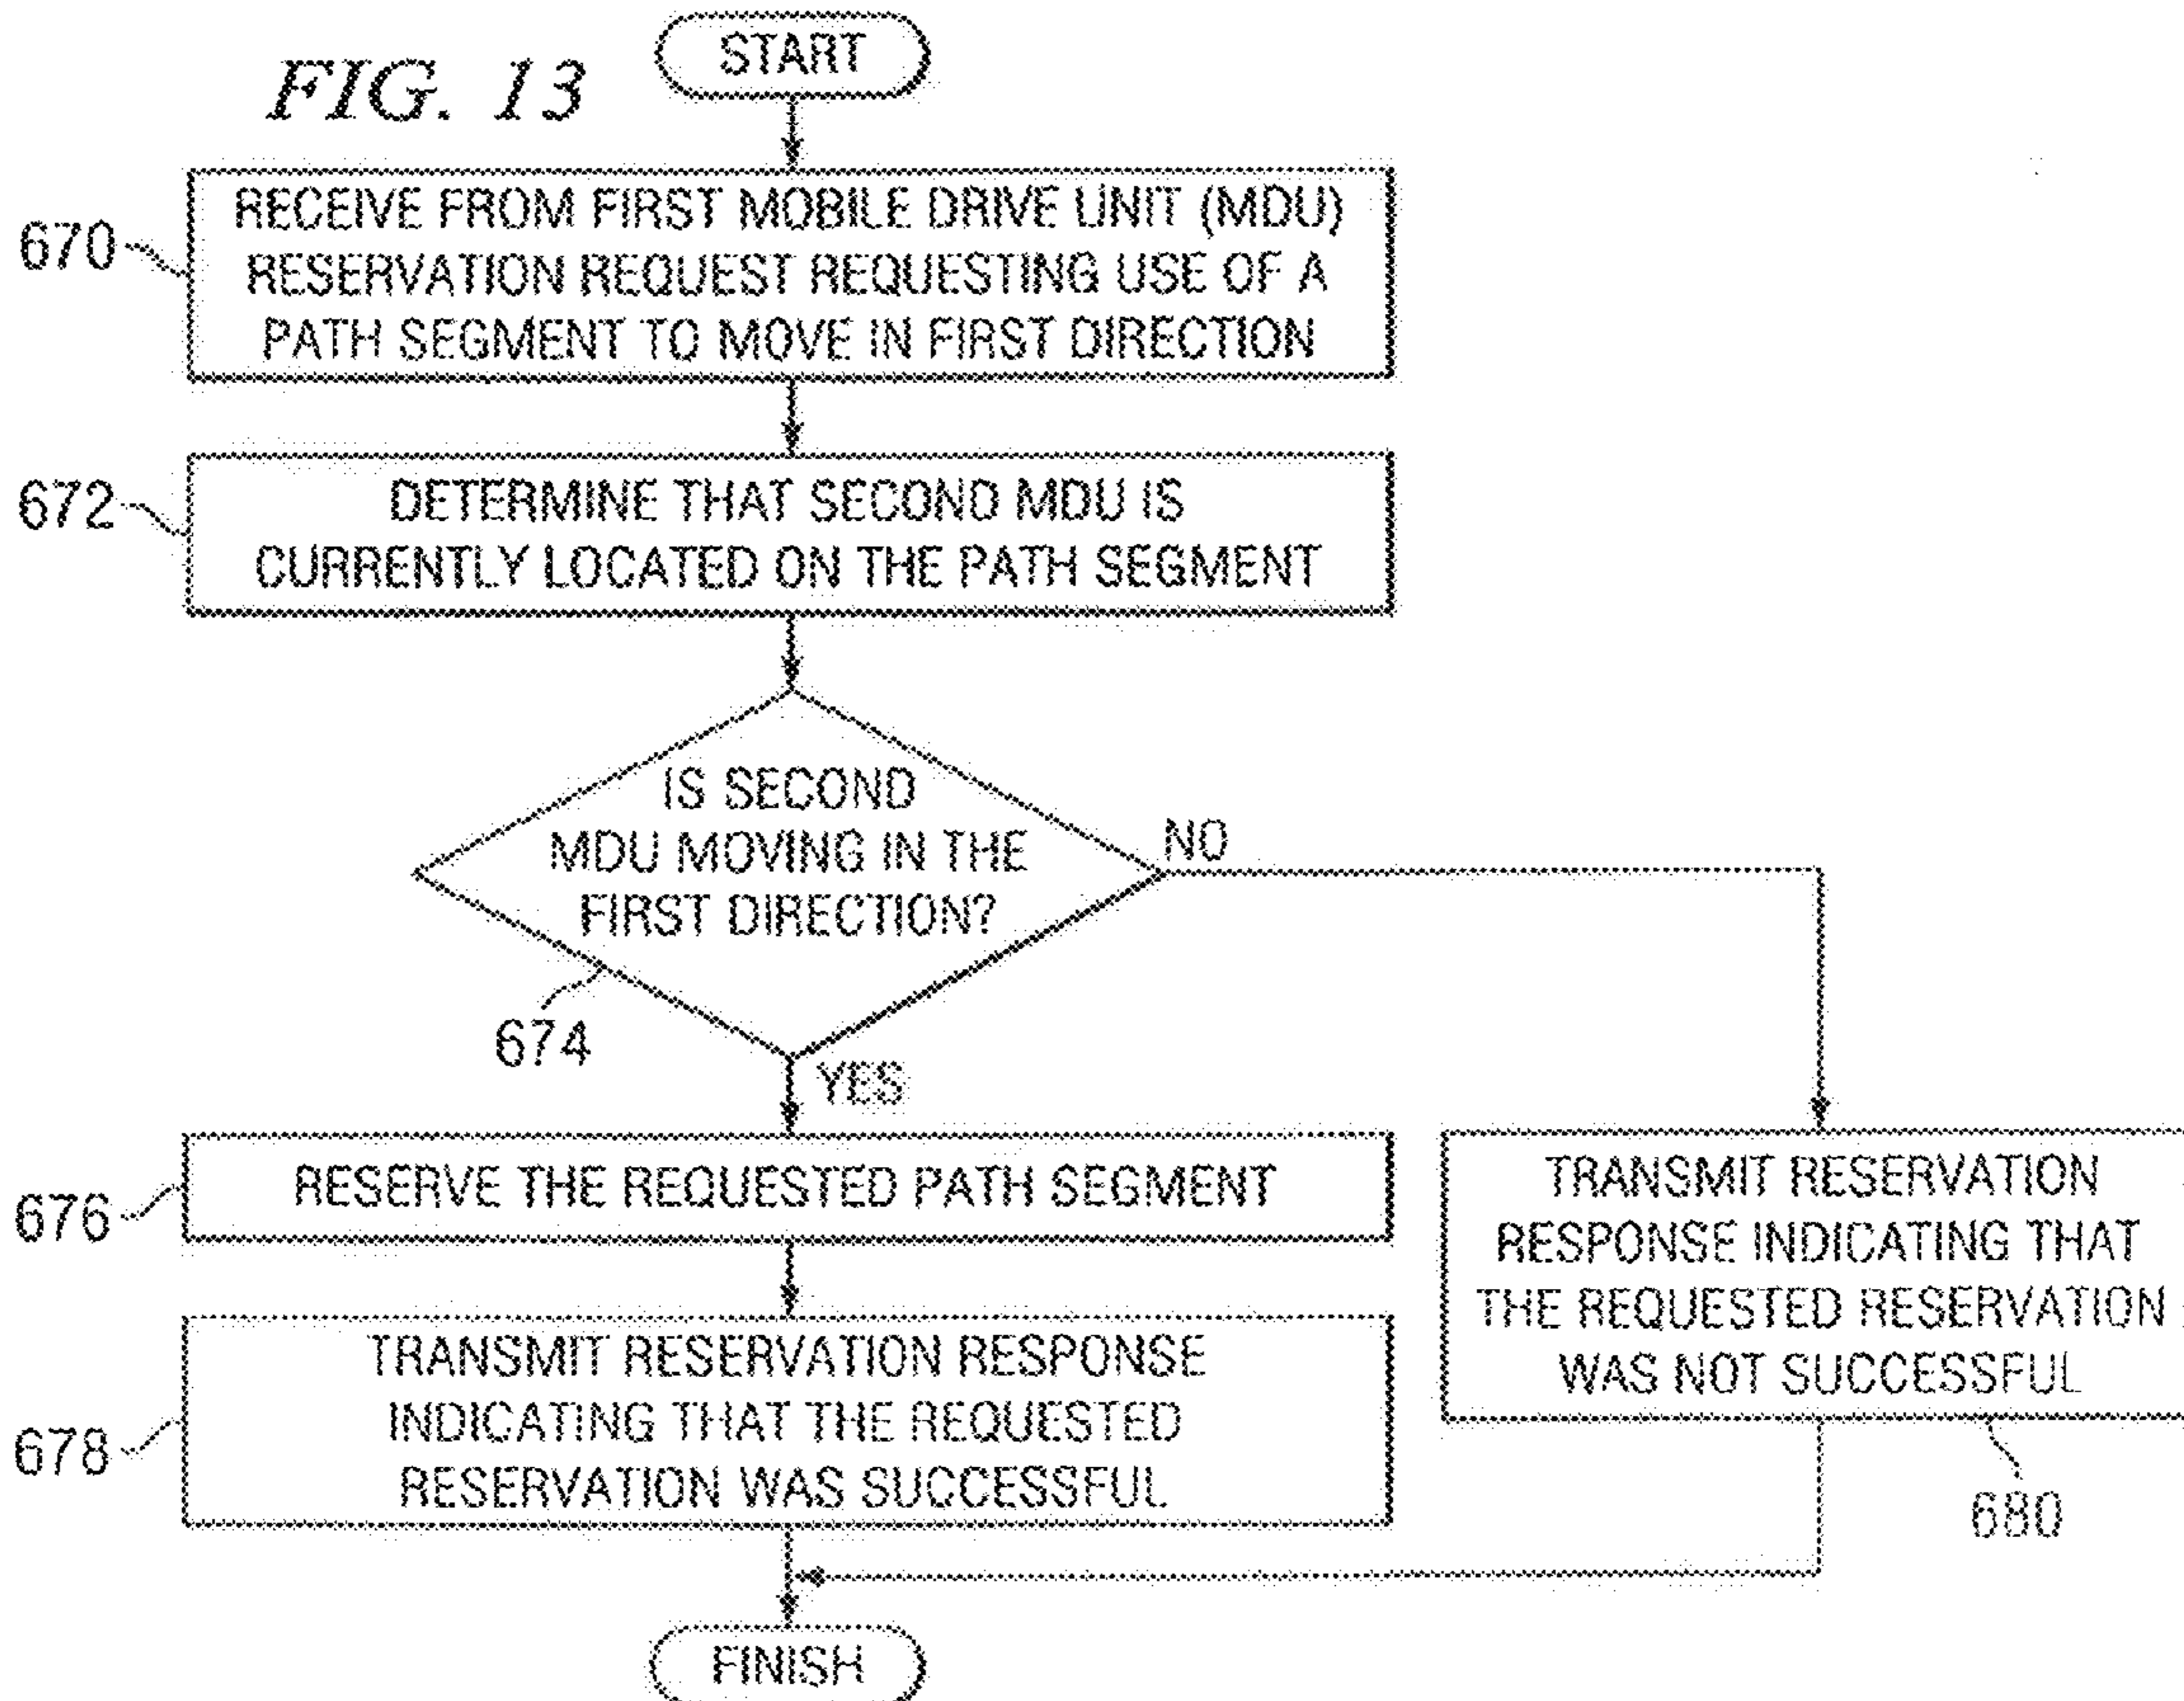 FIG. 13
START
670
RECEIVE FROM FIRST MOBILE DRIVE UNIT (MDU)
RESERVATION REQUEST REQUESTING USE OF A
PATH SEGMENT TO MOVE IN FIRST DIRECTION
672
DETERMINE THAT SECOND MDU IS
CURRENTLY LOCATED ON THE PATH SEGMENT
IS SECOND
MDU MOVING IN THE
FIRST DIRECTION?
NO
674
YES
676
RESERVE THE REQUESTED PATH SEGMENT
TRANSMIT RESERVATION
RESPONSE INDICATING THAT
THE REQUESTED RESERVATION
WAS NOT SUCCESSFUL
678
TRANSMIT RESERVATION RESPONSE
INDICATING THAT THE REQUESTED
RESERVATION WAS SUCCESSFUL
680
FINISH